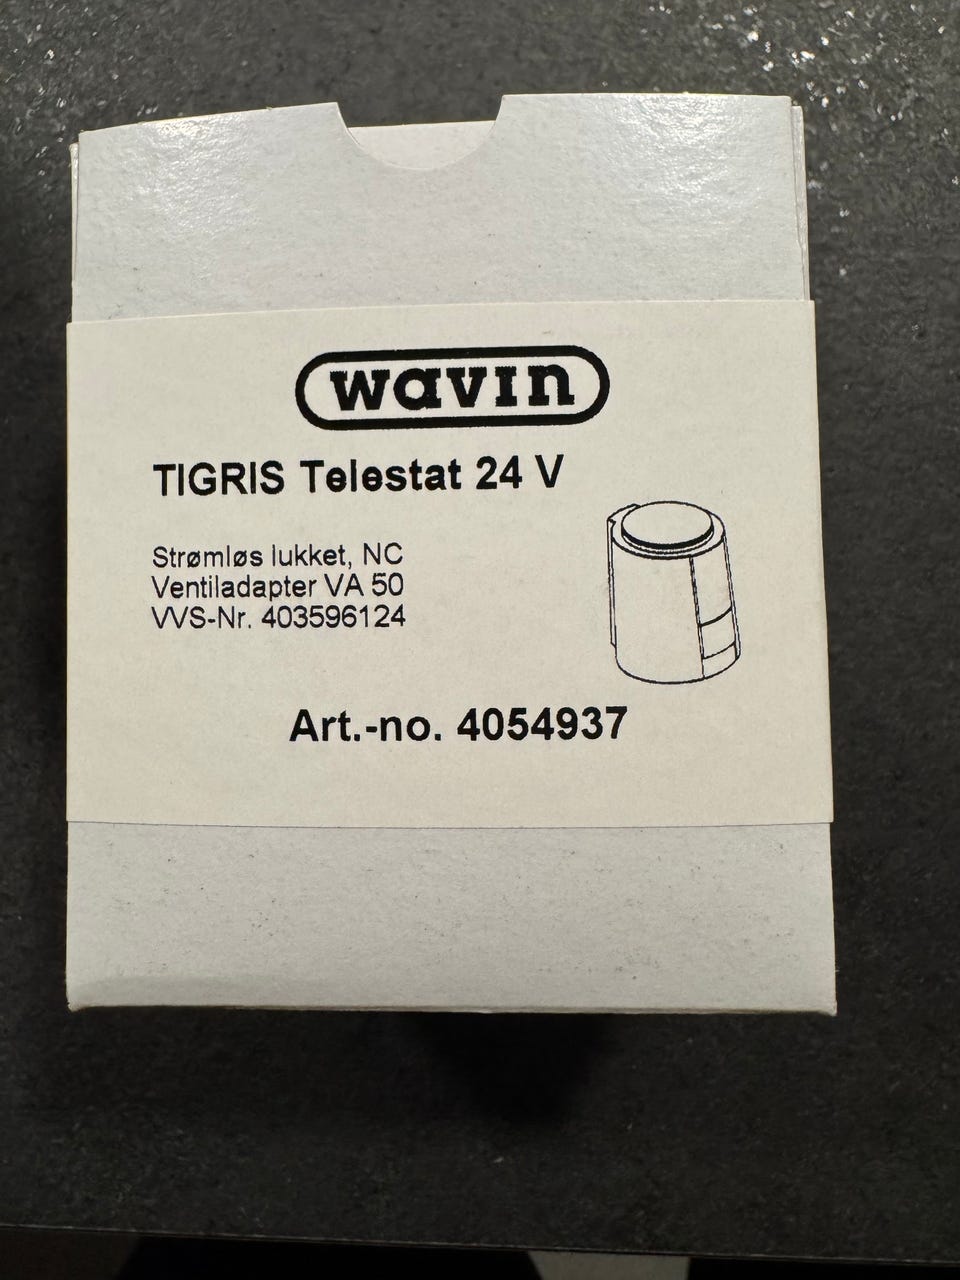 wavin
TIGRIS Telestat 24 V
Strømløs lukket, NC
Ventiladapter VA 50
VVS-Nr. 403596124
Art.-no. 4054937